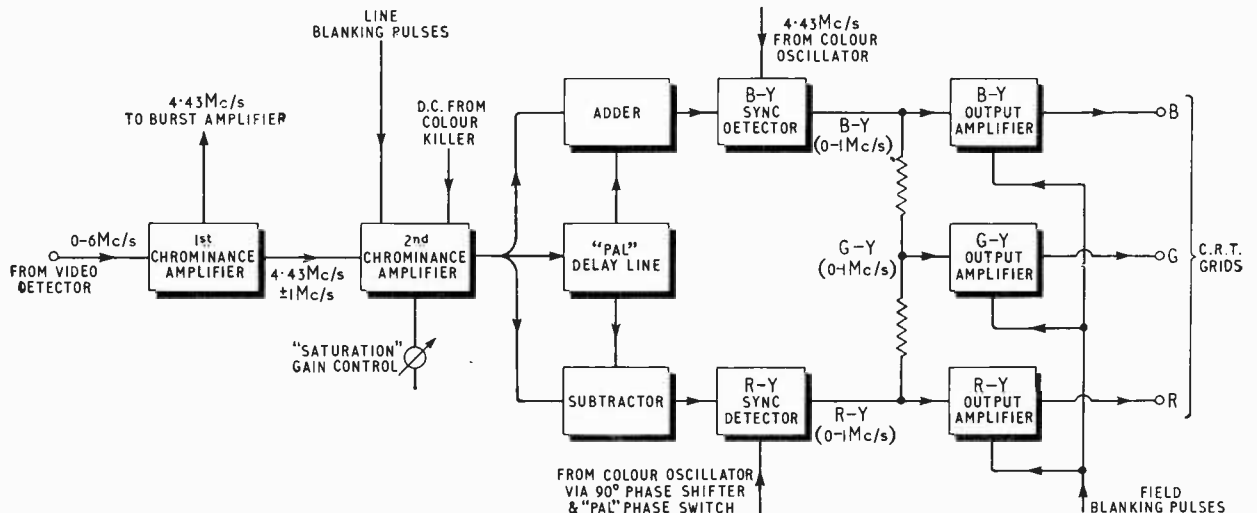 LINE
BLANKING PULSES
4·43Mc/s
TO BURST AMPLIFIER
D.C. FROM
COLOUR
KILLER
4·43Mc/s
FROM COLOUR
OSCILLATOR
ADDER
B-Y
SYNC
DETECTOR
B-Y
(0-1Mc/s)
B-Y
OUTPUT
AMPLIFIER
B
0-6Mc/s
FROM VIDEO
DETECTOR
1st
CHROMINANCE
AMPLIFIER
4·43Mc/s
±1Mc/s
2nd
CHROMINANCE
AMPLIFIER
"PAL"
DELAY LINE
G-Y
(0-1Mc/s)
G-Y
OUTPUT
AMPLIFIER
G
C.R.T.
GRIDS
"SATURATION"
GAIN CONTROL
SUBTRACTOR
R-Y
SYNC
DETECTOR
R-Y
(0-1Mc/s)
R-Y
OUTPUT
AMPLIFIER
R
FROM COLOUR OSCILLATOR
VIA 90° PHASE SHIFTER
& "PAL" PHASE SWITCH
FIELD
BLANKING PULSES